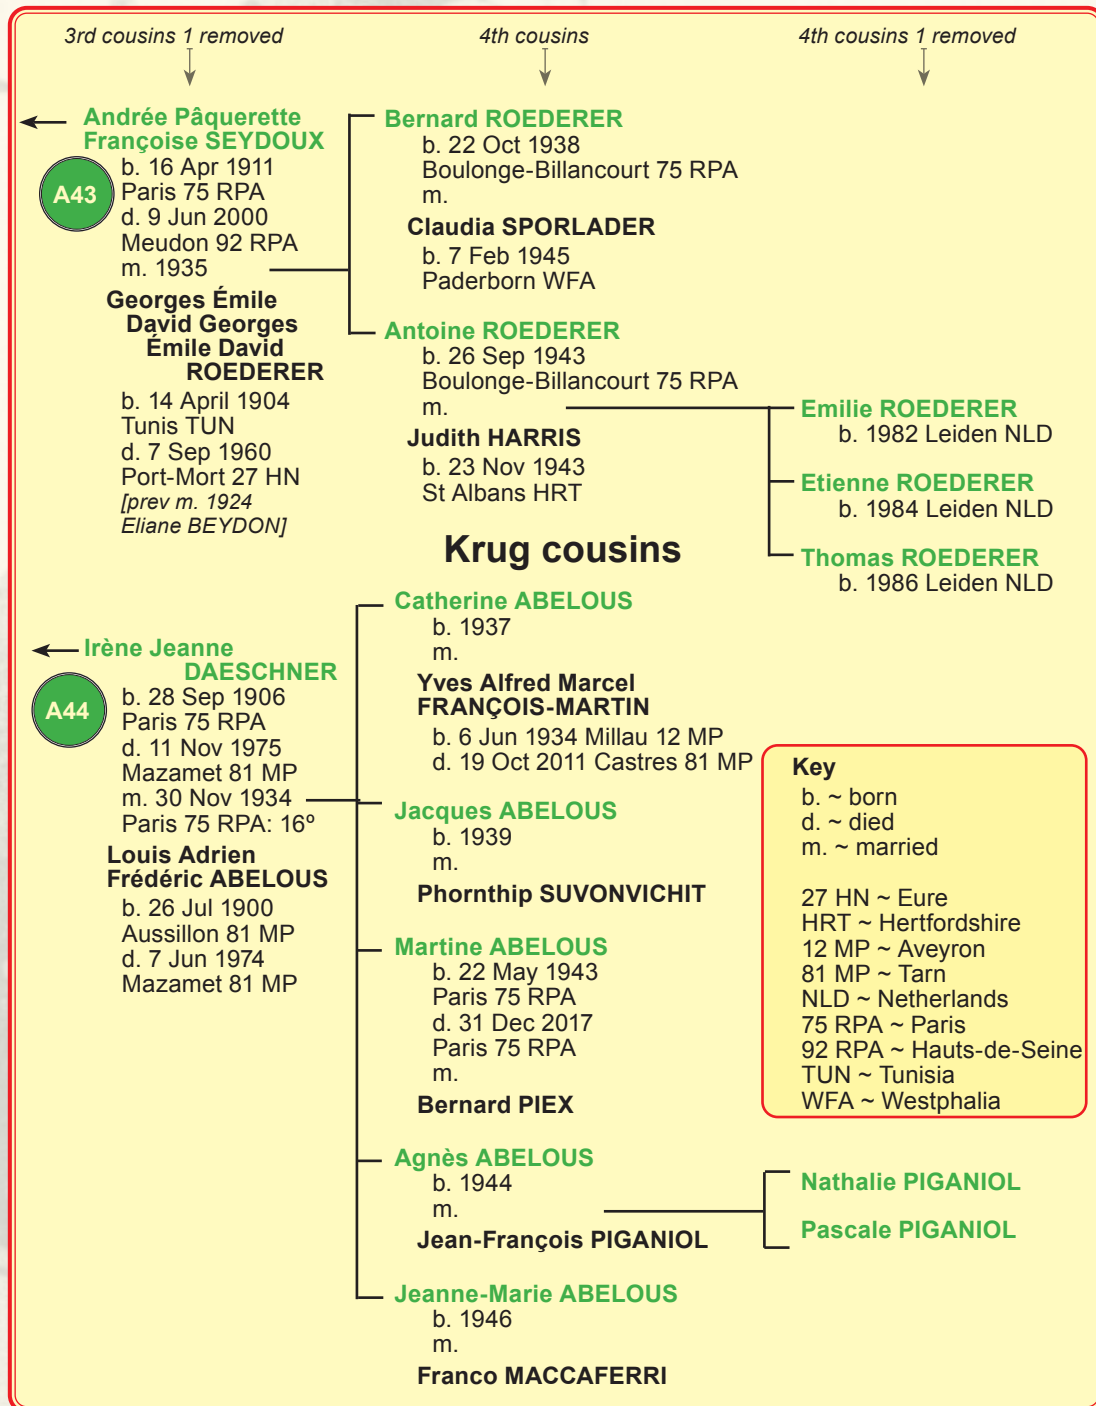 3rd cousins 1 removed
4th cousins
4th cousins 1 removed
Andrée Pâquerette
Françoise SEYDOUX
A43
b. 16 Apr 1911
Paris 75 RPA
d. 9 Jun 2000
Meudon 92 RPA
m. 1935
Georges Émile
David Georges
Émile David
ROEDERER
b. 14 April 1904
Tunis TUN
d. 7 Sep 1960
Port-Mort 27 HN
[prev m. 1924
Eliane BEYDON]
Bernard ROEDERER
b. 22 Oct 1938
Boulonge-Billancourt 75 RPA
m.
Claudia SPORLADER
b. 7 Feb 1945
Paderborn WFA
Antoine ROEDERER
b. 26 Sep 1943
Boulonge-Billancourt 75 RPA
m.
Judith HARRIS
b. 23 Nov 1943
St Albans HRT
Emilie ROEDERER
b. 1982 Leiden NLD
Etienne ROEDERER
b. 1984 Leiden NLD
Thomas ROEDERER
b. 1986 Leiden NLD
Krug cousins
Irène Jeanne
DAESCHNER
A44
b. 28 Sep 1906
Paris 75 RPA
d. 11 Nov 1975
Mazamet 81 MP
m. 30 Nov 1934
Paris 75 RPA: 16º
Louis Adrien
Frédéric ABELOUS
b. 26 Jul 1900
Aussillon 81 MP
d. 7 Jun 1974
Mazamet 81 MP
Catherine ABELOUS
b. 1937
m.
Yves Alfred Marcel
FRANÇOIS-MARTIN
b. 6 Jun 1934 Millau 12 MP
d. 19 Oct 2011 Castres 81 MP
Jacques ABELOUS
b. 1939
m.
Phornthip SUVONVICHIT
Martine ABELOUS
b. 22 May 1943
Paris 75 RPA
d. 31 Dec 2017
Paris 75 RPA
m.
Bernard PIEX
Agnès ABELOUS
b. 1944
m.
Jean-François PIGANIOL
Nathalie PIGANIOL
Pascale PIGANIOL
Jeanne-Marie ABELOUS
b. 1946
m.
Franco MACCAFERRI
Key
b. ~ born
d. ~ died
m. ~ married
27 HN ~ Eure
HRT ~ Hertfordshire
12 MP ~ Aveyron
81 MP ~ Tarn
NLD ~ Netherlands
75 RPA ~ Paris
92 RPA ~ Hauts-de-Seine
TUN ~ Tunisia
WFA ~ Westphalia